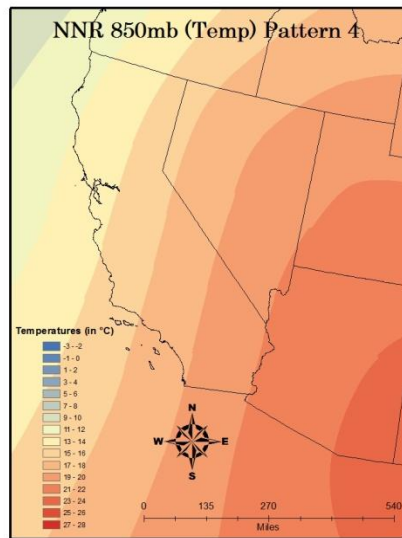 NNR 850mb (Temp) Pattern 4
Temperatures (in °C)
-3 - -2
-1 - 0
1 - 2
3 - 4
5 - 6
7 - 8
9 - 10
11 - 12
13 - 14
15 - 16
17 - 18
19 - 20
21 - 22
23 - 24
25 - 26
27 - 28
N
W E
S
0 135 270 540
Miles